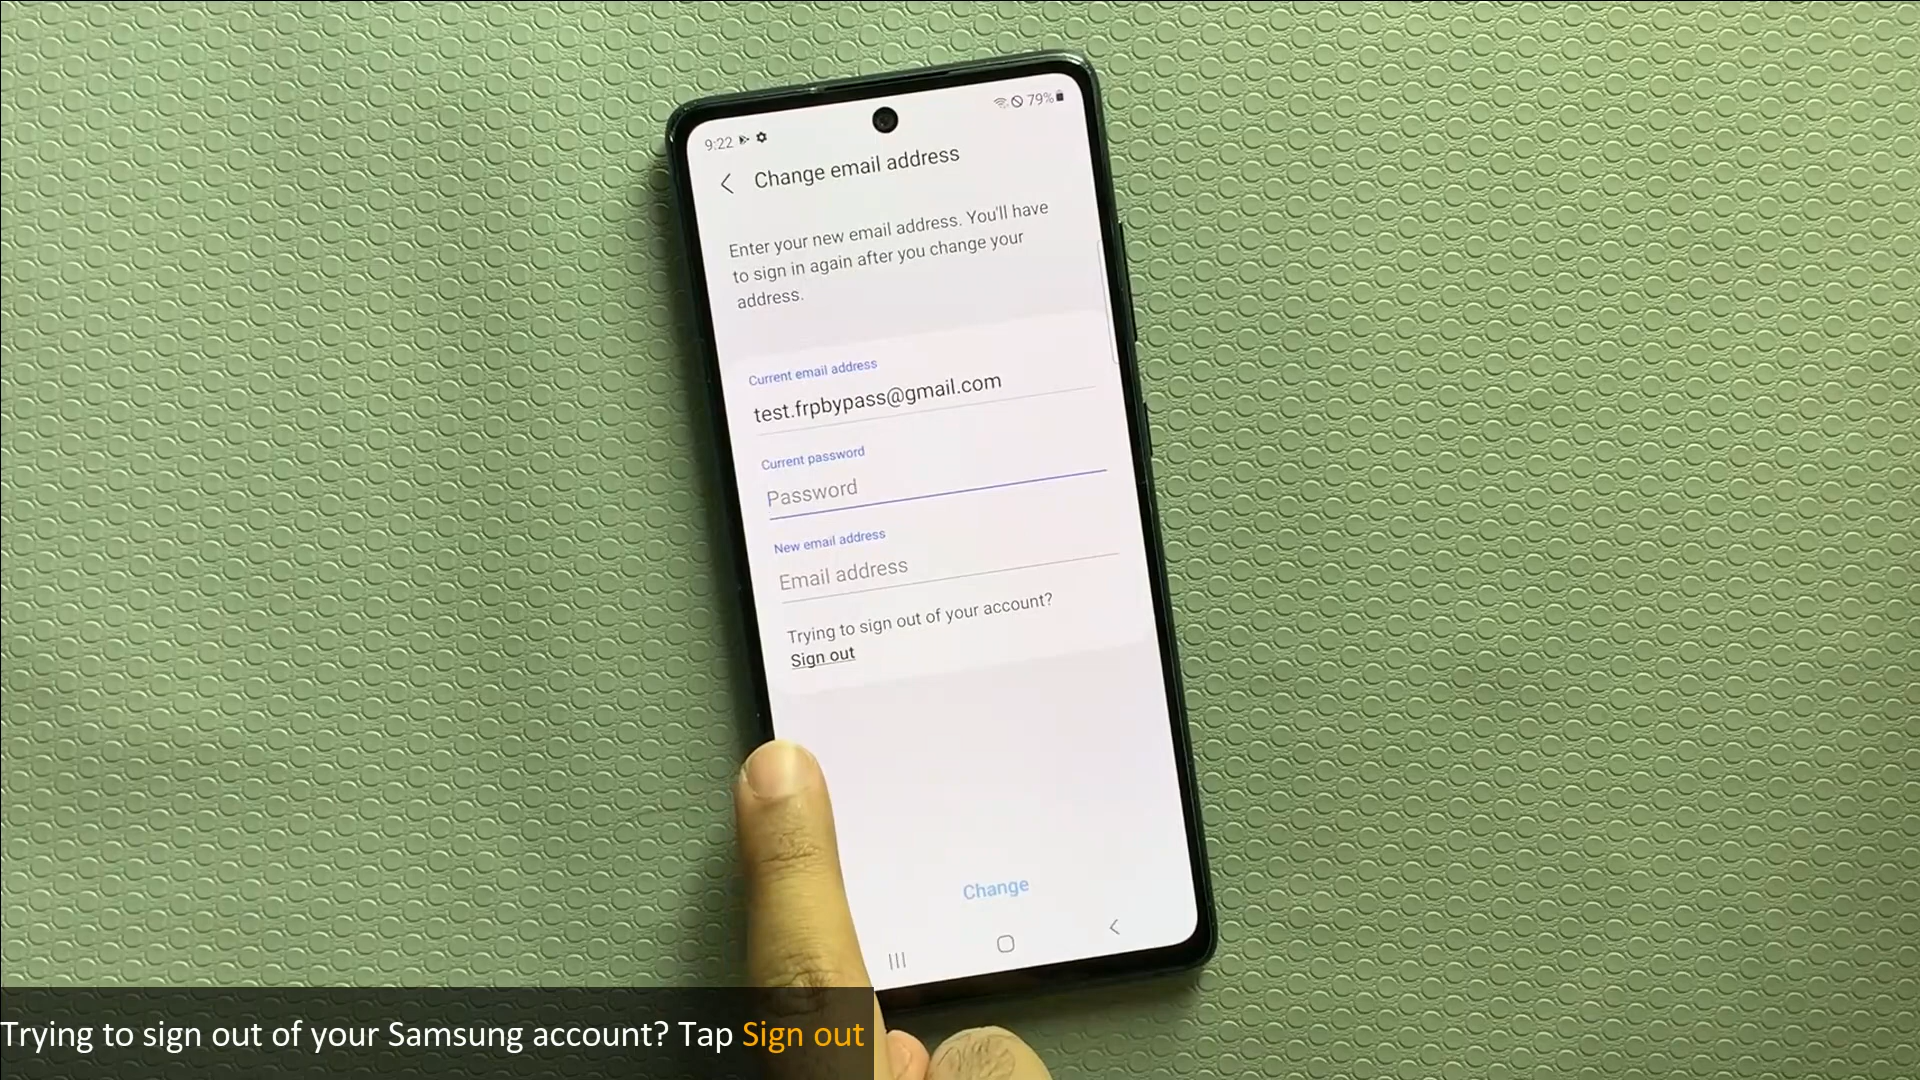 9:22
79%
Change email address
Enter your new email address. You'll have
to sign in again after you change your
address.
Current email address
test.frpbypass@gmail.com
Current password
Password
New email address
Email address
Trying to sign out of your account?
Sign out
Change
Trying to sign out of your Samsung account? Tap Sign out